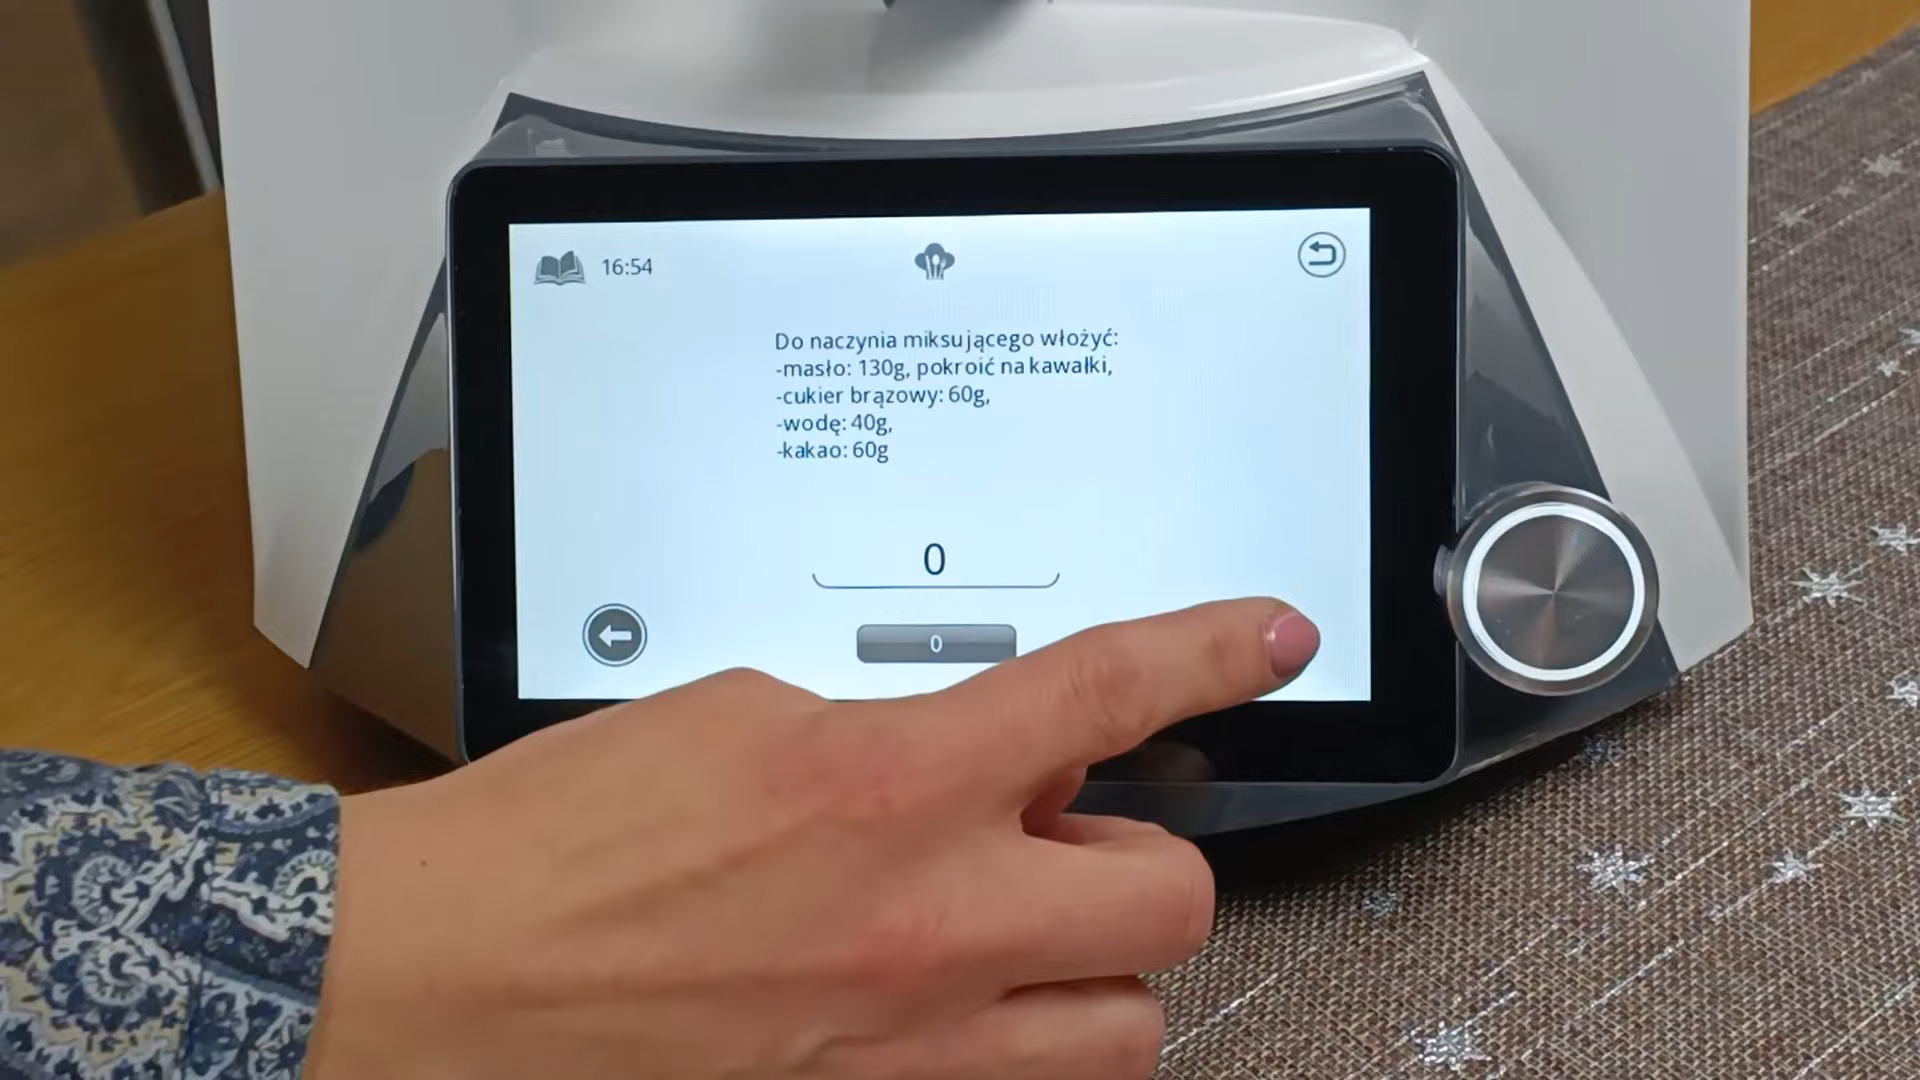 16:54
Do naczynia miksującego włożyć:
-masło: 130g, pokroić na kawałki,
-cukier brązowy: 60g,
-wodę: 40g,
-kakao: 60g
0
0